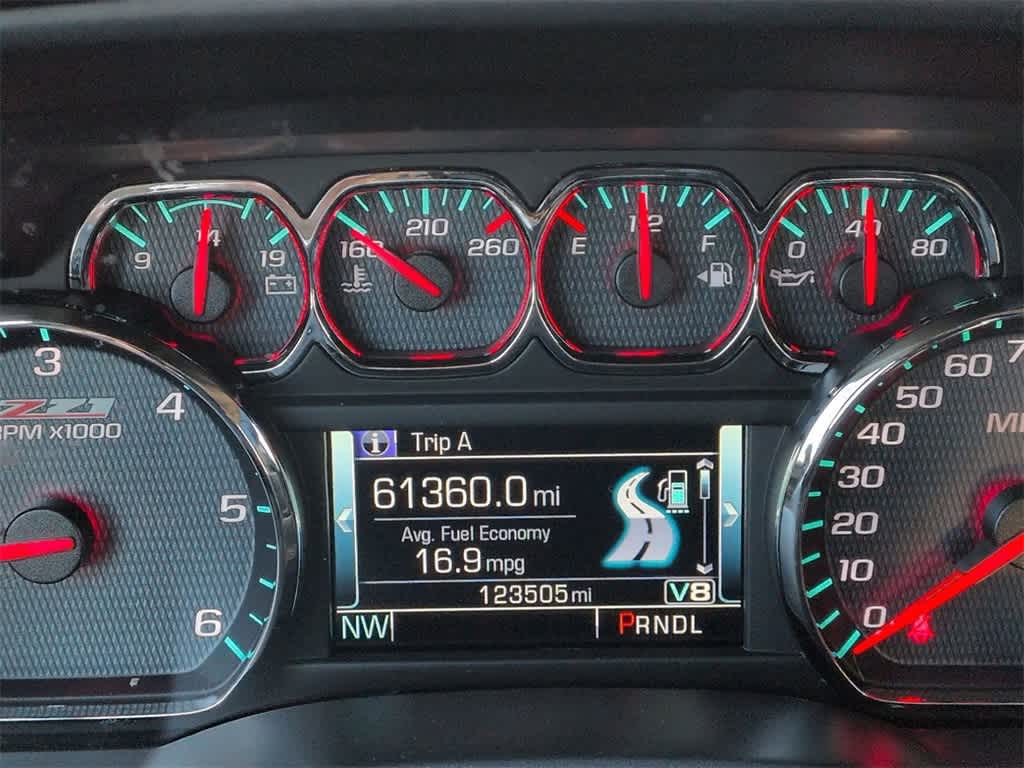 9 14 19
160 210 260
E 1/2 F
0 40 80
3
4
5
6
Z71
RPM X1000
Trip A
61360.0 mi
Avg. Fuel Economy
16.9 mpg
123505 mi
V8
NW
PRNDL
60
50
40
30
20
10
0